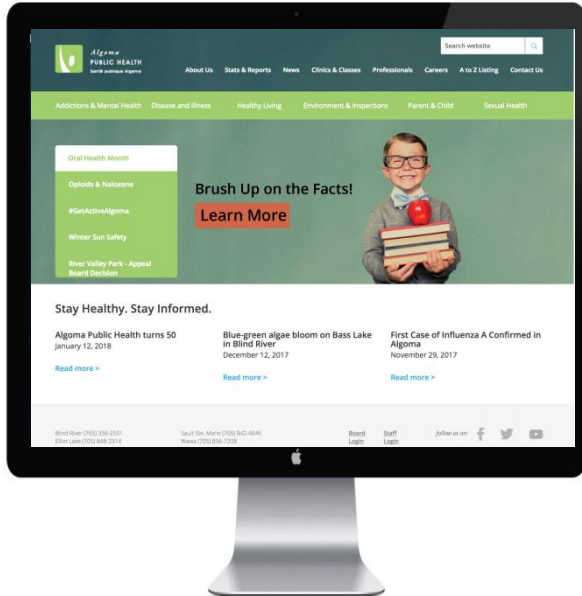 Search website
Algoma
PUBLIC HEALTH
Santé publique Algoma
About Us Stats & Reports News Clinics & Classes Professionals Careers A to Z Listing Contact Us
Addictions & Mental Health Disease and Illness Healthy Living Environment & Inspections Parent & Child Sexual Health
Oral Health Month
Opioids & Naloxone
#GetActiveAlgoma
Winter Sun Safety
River Valley Park - Appeal
Board Decision
Brush Up on the Facts!
Learn More
Stay Healthy. Stay Informed.
Algoma Public Health turns 50
January 12, 2018
Read more >
Blue-green algae bloom on Bass Lake
in Blind River
December 12, 2017
Read more >
First Case of Influenza A Confirmed in
Algoma
November 29, 2017
Read more >
Blind River (705) 356-2551
Elliot Lake (705) 848-2314
Sault Ste. Marie (705) 942-4646
Wawa (705) 856-7208
Board
Login
Staff
Login
follow us on: